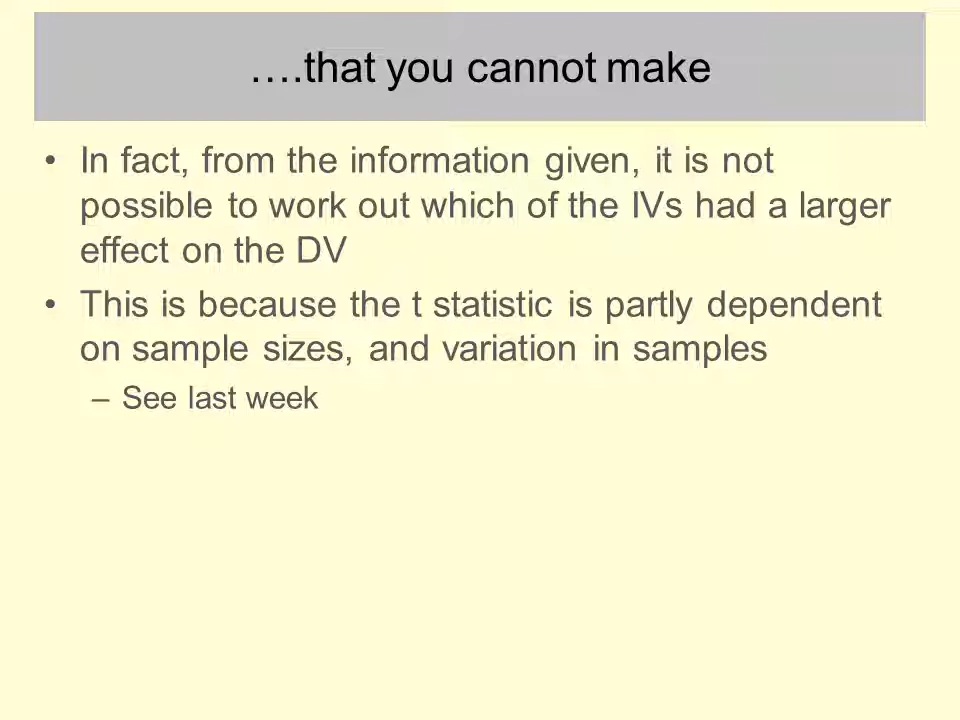 ….that you cannot make
• In fact, from the information given, it is not
possible to work out which of the IVs had a larger
effect on the DV
• This is because the t statistic is partly dependent
on sample sizes, and variation in samples
– See last week